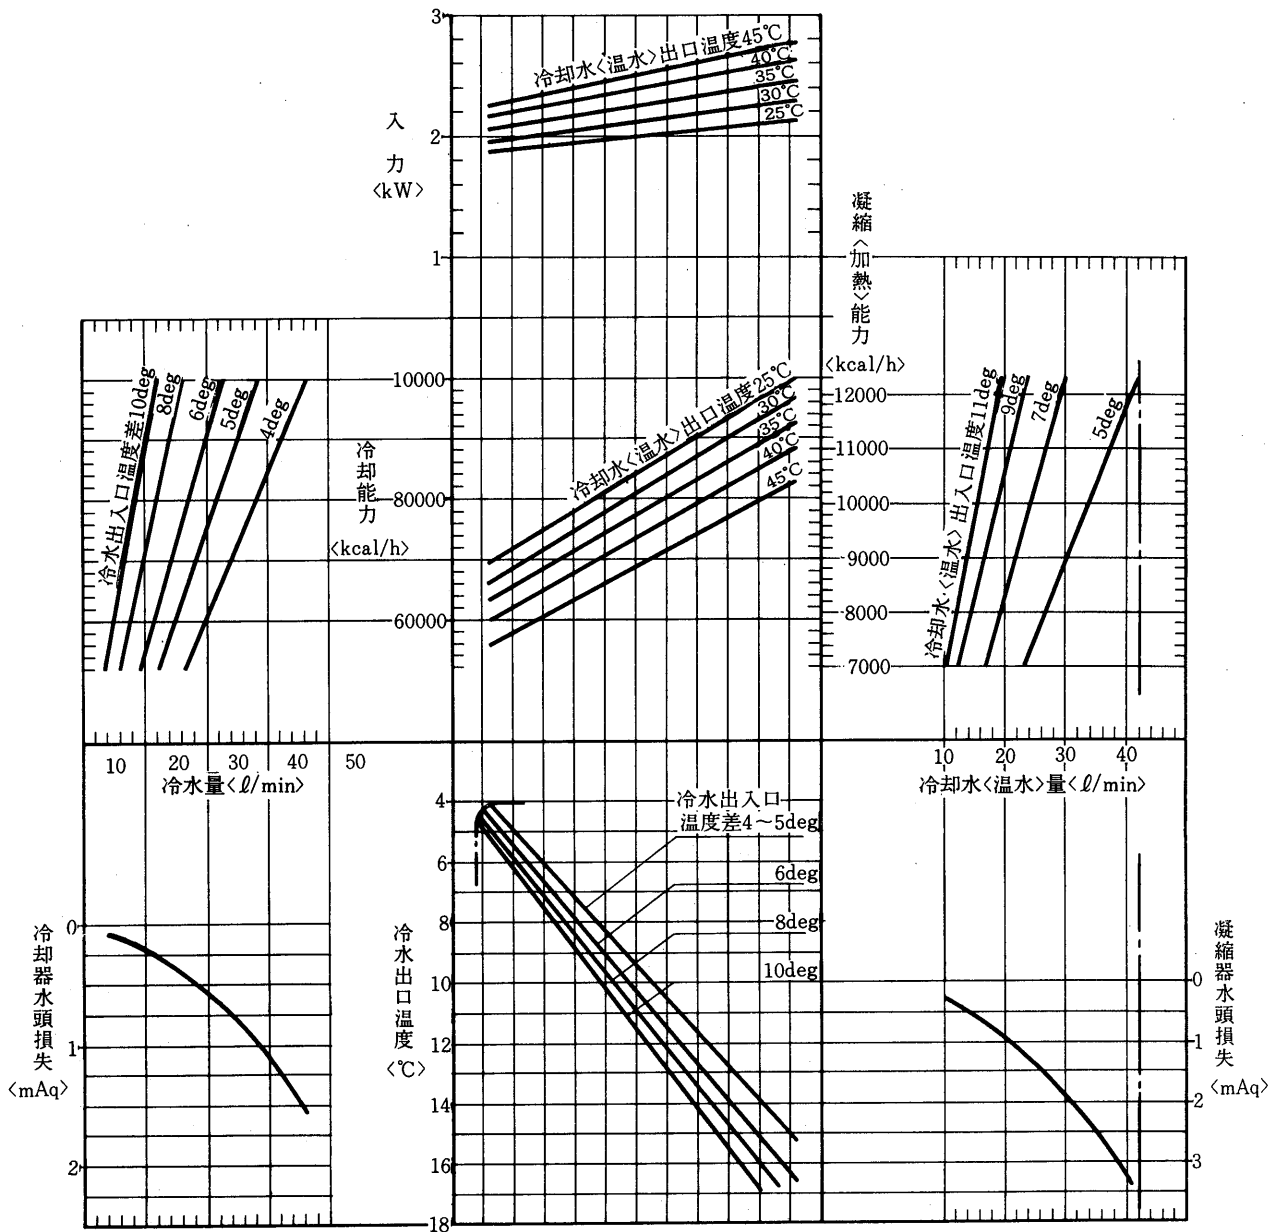 3
2
1
入力
<kW>
冷却水<温水>出口温度45℃
40℃
35℃
30℃
25℃
凝縮<加熱>能力
<kcal/h>
12000
11000
10000
9000
8000
7000
冷却水<温水>出入口温度11deg
9deg
7deg
5deg
10
20
30
40
冷却水<温水>量<ℓ/min>
冷水出入口温度差10deg
8deg
6deg
5deg
4deg
冷却能力
<kcal/h>
10000
80000
60000
冷却水<温水>出口温度25℃
30℃
35℃
40℃
45℃
10
20
30
40
50
冷水量<ℓ/min>
冷却器水頭損失
<mAq>
0
1
2
冷水出口温度
<℃>
4
6
8
10
12
14
16
18
冷水出入口
温度差4～5deg
6deg
8deg
10deg
凝縮器水頭損失
<mAq>
0
1
2
3